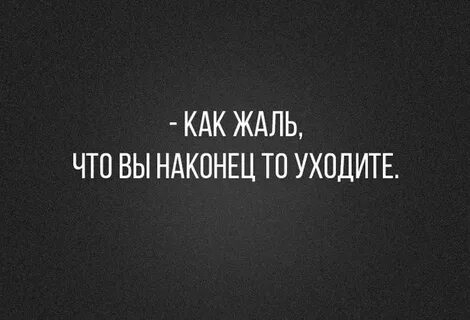 - КАК ЖАЛЬ,
ЧТО ВЫ НАКОНЕЦ ТО УХОДИТЕ.